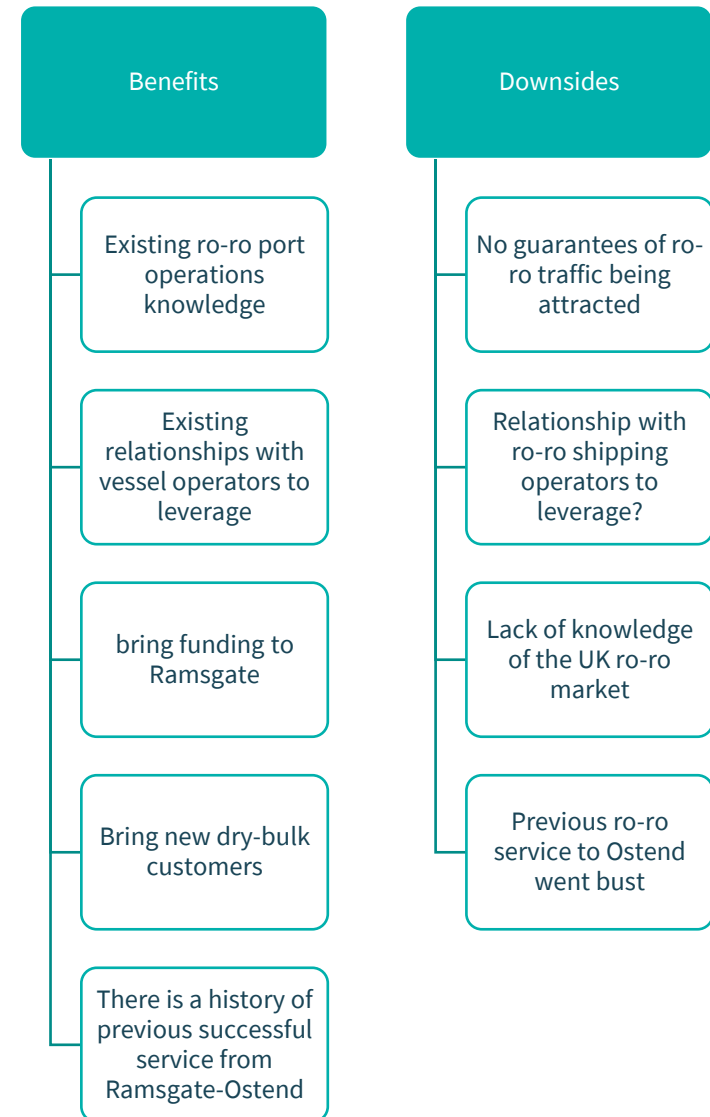 Benefits
Existing ro-ro port
operations
knowledge
Existing
relationships with
vessel operators to
leverage
bring funding to
Ramsgate
Bring new dry-bulk
customers
There is a history of
previous successful
service from
Ramsgate-Ostend
Downsides
No guarantees of ro-
ro traffic being
attracted
Relationship with
ro-ro shipping
operators to
leverage?
Lack of knowledge
of the UK ro-ro
market
Previous ro-ro
service to Ostend
went bust